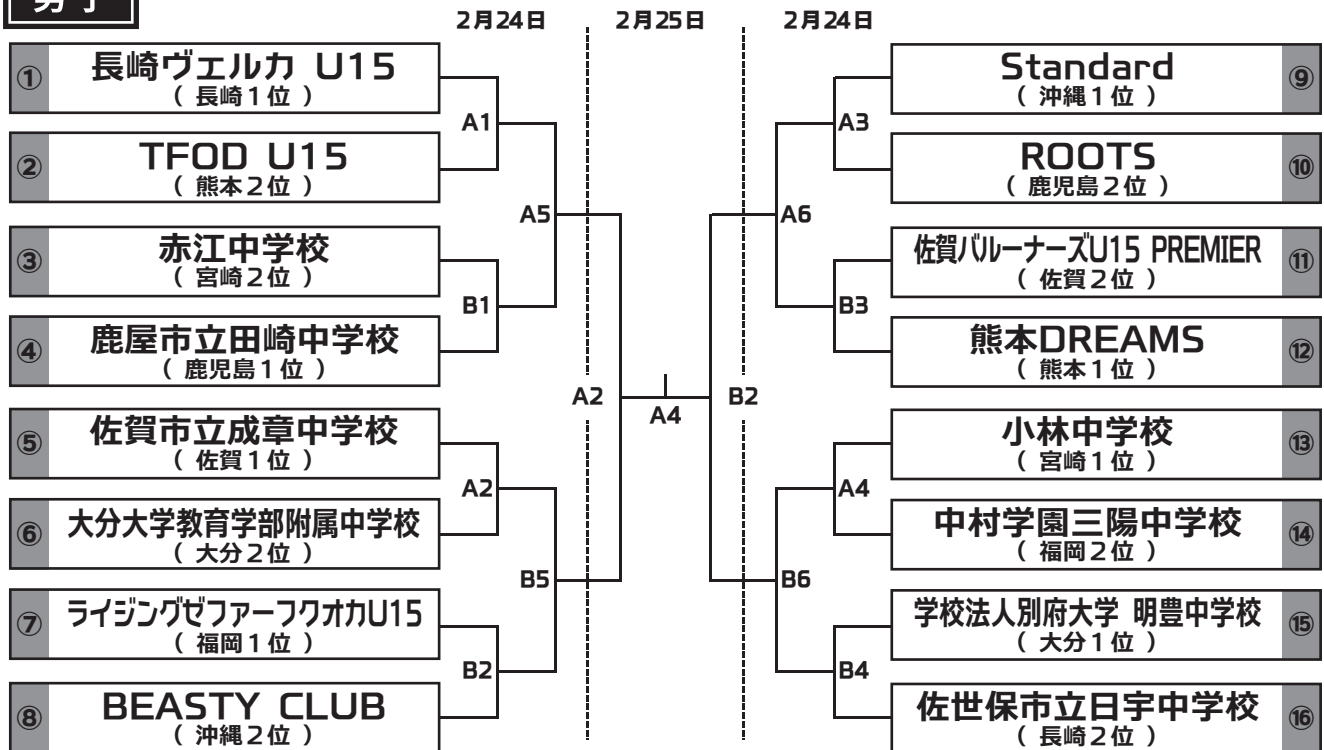 男子
2月24日
2月25日
2月24日
① 長崎ヴェルカ U15
( 長崎1位 )
② TFOD U15
( 熊本2位 )
③ 赤江中学校
( 宮崎2位 )
④ 鹿屋市立田崎中学校
( 鹿児島1位 )
⑤ 佐賀市立成章中学校
( 佐賀1位 )
⑥ 大分大学教育学部附属中学校
( 大分2位 )
⑦ ライジングゼファーフクオカU15
( 福岡1位 )
⑧ BEASTY CLUB
( 沖縄2位 )
A1
B1
A2
B2
A5
B5
A2
A4
B2
A6
B6
A3
B3
A4
B4
Standard ⑨
( 沖縄1位 )
ROOTS ⑩
( 鹿児島2位 )
佐賀バルーナーズU15 PREMIER ⑪
( 佐賀2位 )
熊本DREAMS ⑫
( 熊本1位 )
小林中学校 ⑬
( 宮崎1位 )
中村学園三陽中学校 ⑭
( 福岡2位 )
学校法人別府大学 明豊中学校 ⑮
( 大分1位 )
佐世保市立日宇中学校 ⑯
( 長崎2位 )